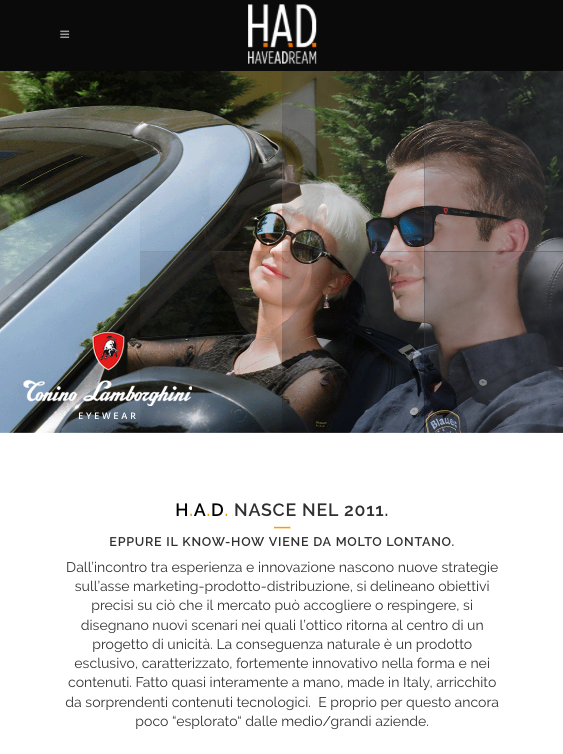 H.A.D.
HAVEADREAM
Tonino Lamborghini
EYEWEAR
Blauer
H.A.D. NASCE NEL 2011.
EPPURE IL KNOW-HOW VIENE DA MOLTO LONTANO.
Dall'incontro tra esperienza e innovazione nascono nuove strategie
sull'asse marketing-prodotto-distribuzione, si delineano obiettivi
precisi su ciò che il mercato può accogliere o respingere, si
disegnano nuovi scenari nei quali l'ottico ritorna al centro di un
progetto di unicità. La conseguenza naturale è un prodotto
esclusivo, caratterizzato, fortemente innovativo nella forma e nei
contenuti. Fatto quasi interamente a mano, made in Italy, arricchito
da sorprendenti contenuti tecnologici.  E proprio per questo ancora
poco “esplorato“ dalle medio/grandi aziende.